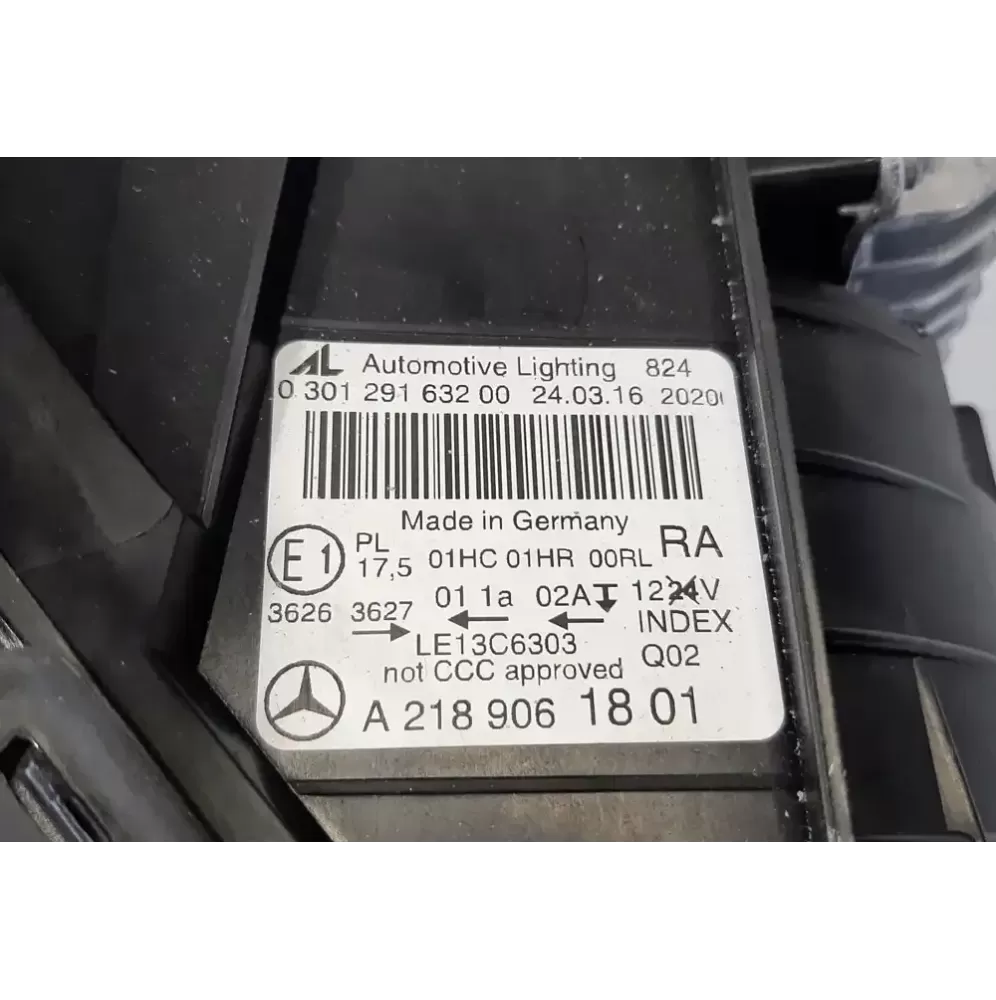 AL Automotive Lighting 824
0 301 291 632 00 24.03.16 2020
Made in Germany
E1 PL 17,5 01HC 01HR 00RL RA
3626 3627 01 1a 02A 1224V
LE13C6303 INDEX
not CCC approved Q02
A 218 906 18 01